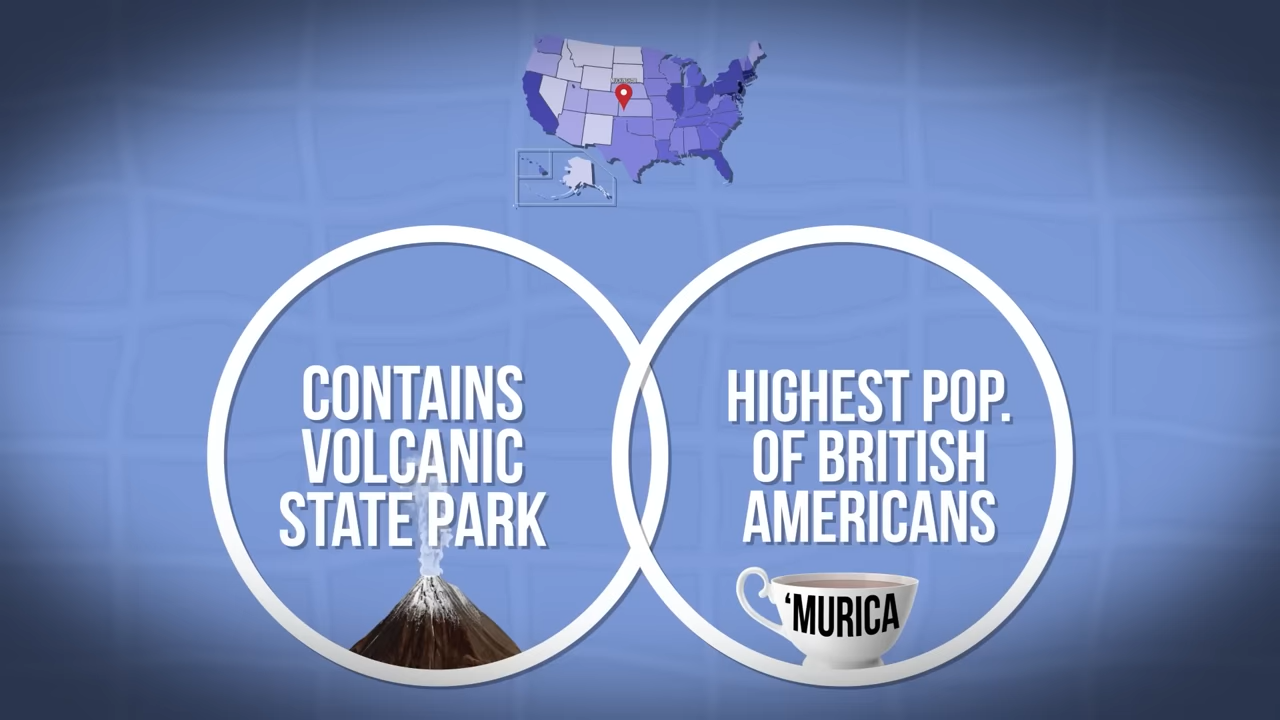 CONTAINS
VOLCANIC
STATE PARK
HIGHEST POP.
OF BRITISH
AMERICANS
'MURICA